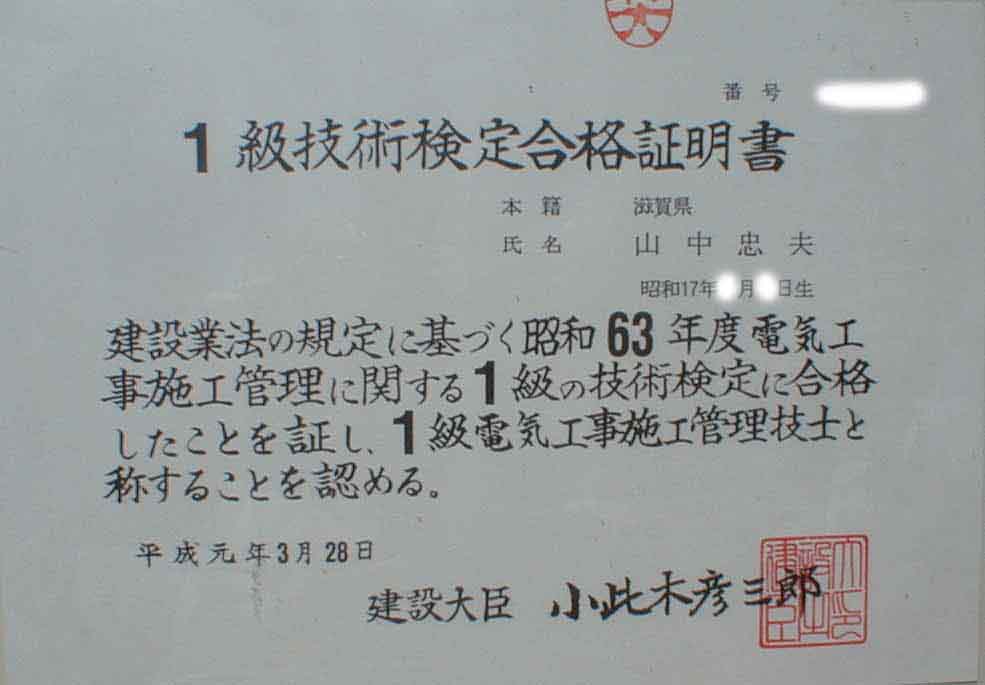 番号
1級技術検定合格証明書
本籍 滋賀県
氏名 山中忠夫
昭和17年 月 日生
建設業法の規定に基づく昭和63年度電気工
事施工管理に関する1級の技術検定に合格
したことを証し、1級電気工事施工管理技士と
称することを認める。
平成元年3月28日
建設大臣 小此木彦三郎